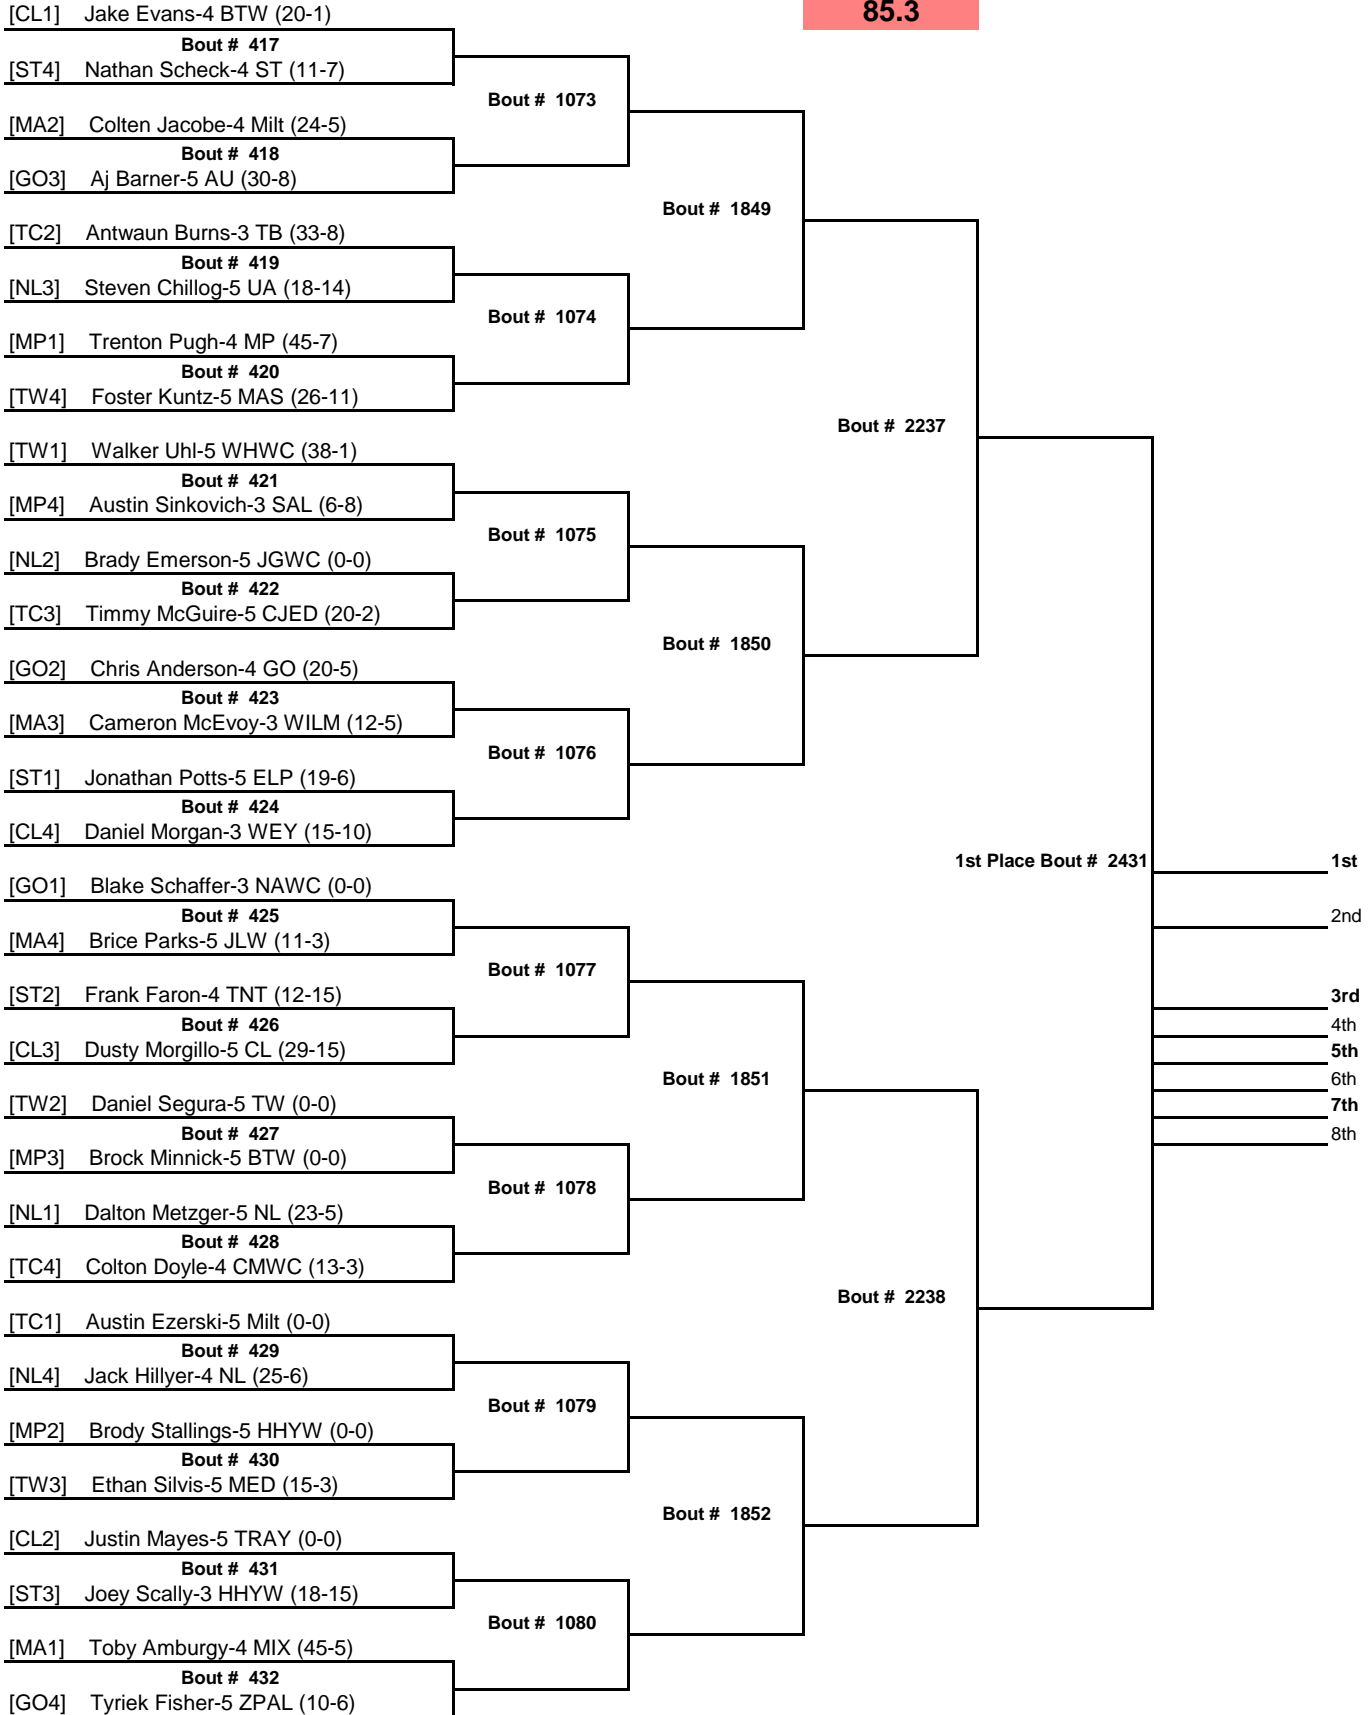 [CL1] Jake Evans-4 BTW (20-1)
85.3
Bout # 417
[ST4] Nathan Scheck-4 ST (11-7)
Bout # 1073
[MA2] Colten Jacobe-4 Milt (24-5)
Bout # 418
[GO3] Aj Barner-5 AU (30-8)
Bout # 1849
[TC2] Antwaun Burns-3 TB (33-8)
Bout # 419
[NL3] Steven Chillog-5 UA (18-14)
Bout # 1074
[MP1] Trenton Pugh-4 MP (45-7)
Bout # 420
[TW4] Foster Kuntz-5 MAS (26-11)
Bout # 2237
[TW1] Walker Uhl-5 WHWC (38-1)
Bout # 421
[MP4] Austin Sinkovich-3 SAL (6-8)
Bout # 1075
[NL2] Brady Emerson-5 JGWC (0-0)
Bout # 422
[TC3] Timmy McGuire-5 CJED (20-2)
Bout # 1850
[GO2] Chris Anderson-4 GO (20-5)
Bout # 423
[MA3] Cameron McEvoy-3 WILM (12-5)
Bout # 1076
[ST1] Jonathan Potts-5 ELP (19-6)
Bout # 424
[CL4] Daniel Morgan-3 WEY (15-10)
1st Place Bout # 2431
1st
[GO1] Blake Schaffer-3 NAWC (0-0)
Bout # 425
2nd
[MA4] Brice Parks-5 JLW (11-3)
Bout # 1077
[ST2] Frank Faron-4 TNT (12-15)
3rd
Bout # 426
4th
[CL3] Dusty Morgillo-5 CL (29-15)
5th
Bout # 1851
6th
[TW2] Daniel Segura-5 TW (0-0)
7th
Bout # 427
8th
[MP3] Brock Minnick-5 BTW (0-0)
Bout # 1078
[NL1] Dalton Metzger-5 NL (23-5)
Bout # 428
[TC4] Colton Doyle-4 CMWC (13-3)
Bout # 2238
[TC1] Austin Ezerski-5 Milt (0-0)
Bout # 429
[NL4] Jack Hillyer-4 NL (25-6)
Bout # 1079
[MP2] Brody Stallings-5 HHYW (0-0)
Bout # 430
[TW3] Ethan Silvis-5 MED (15-3)
Bout # 1852
[CL2] Justin Mayes-5 TRAY (0-0)
Bout # 431
[ST3] Joey Scally-3 HHYW (18-15)
Bout # 1080
[MA1] Toby Amburgy-4 MIX (45-5)
Bout # 432
[GO4] Tyriek Fisher-5 ZPAL (10-6)